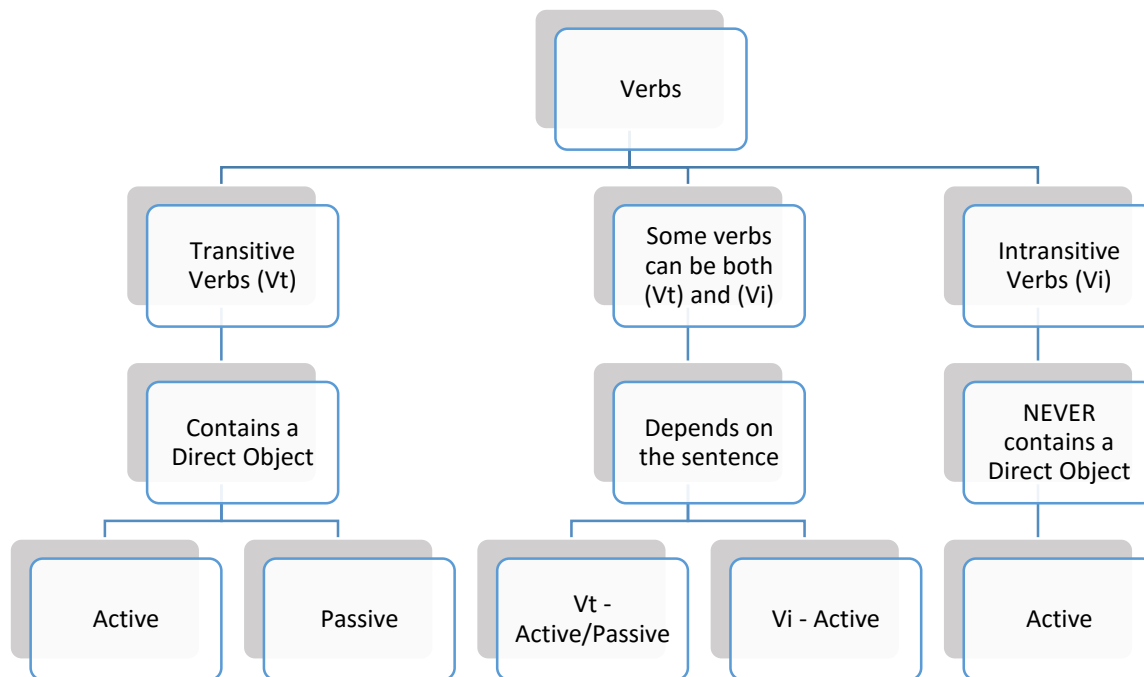 Verbs
Transitive
Verbs (Vt)
Some verbs
can be both
(Vt) and (Vi)
Intransitive
Verbs (Vi)
Contains a
Direct Object
Depends on
the sentence
NEVER
contains a
Direct Object
Active
Passive
Vt -
Active/Passive
Vi - Active
Active